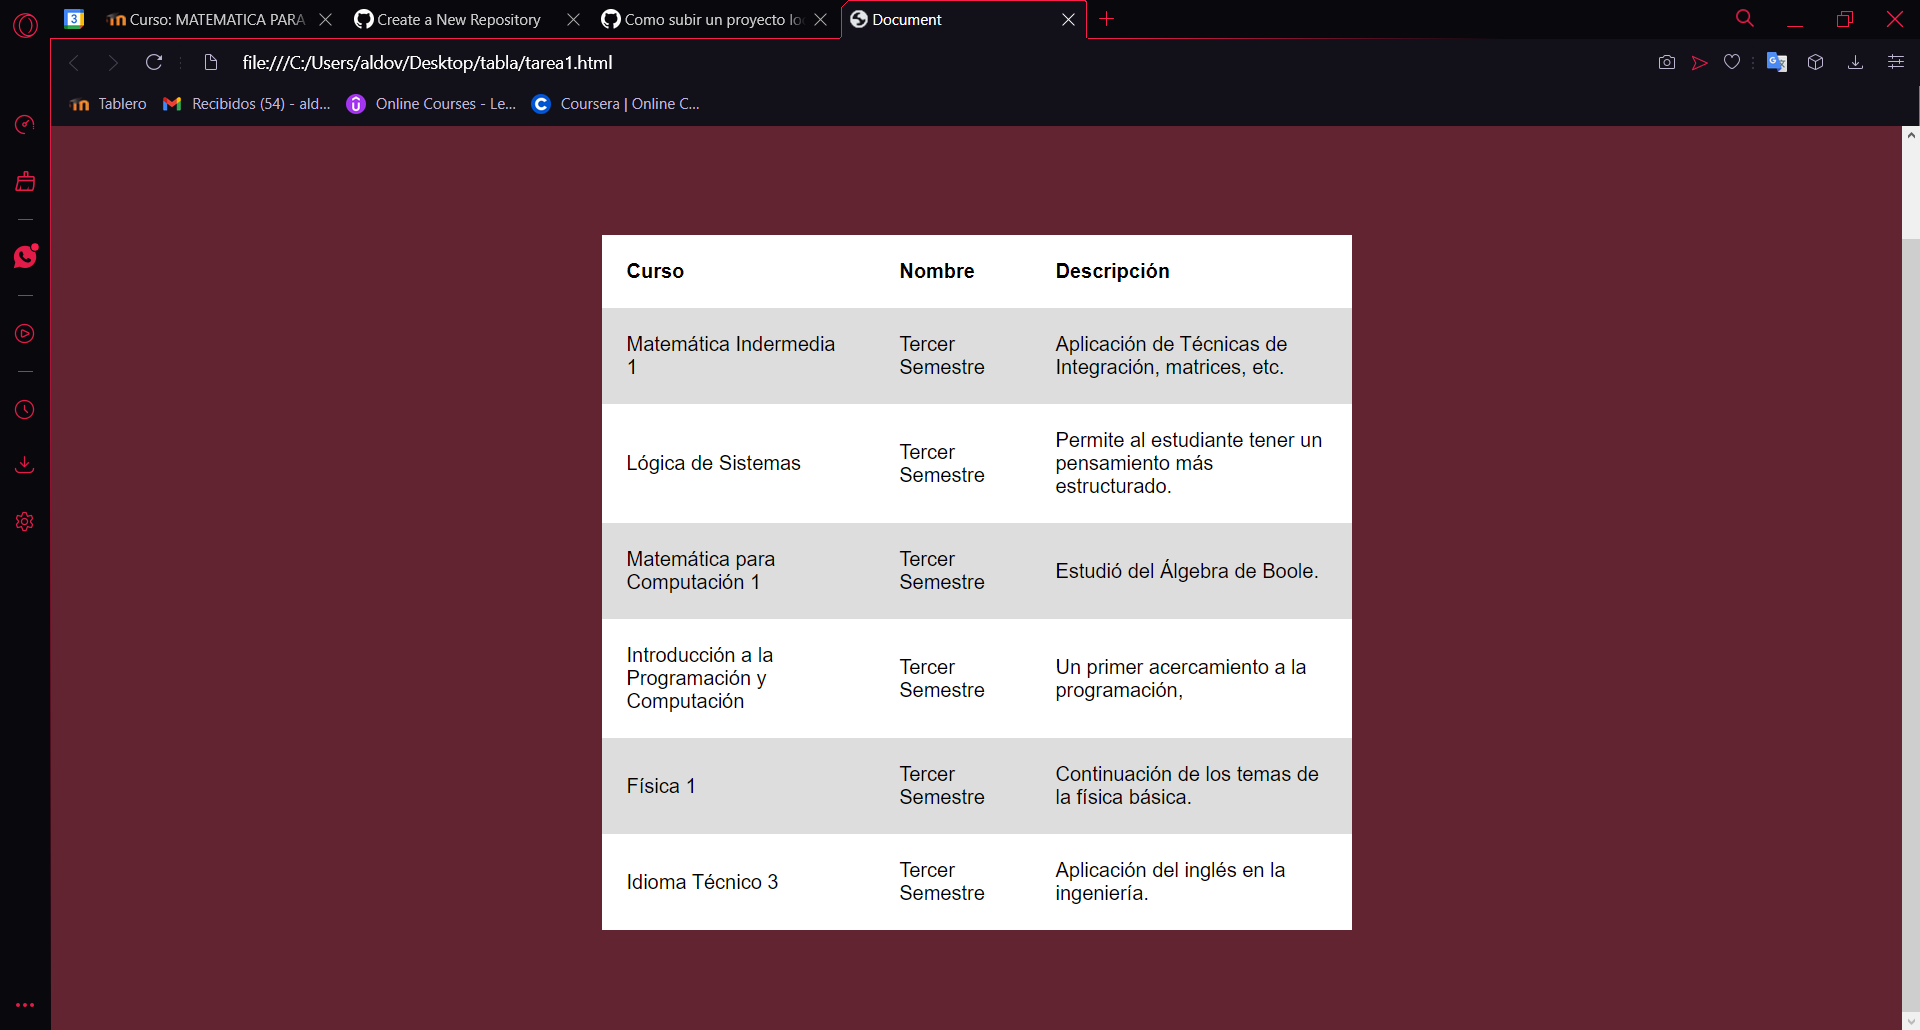 3 Curso: MATEMATICA PARA Create a New Repository Como subir un proyecto lo Document
file:///C:/Users/aldov/Desktop/tabla/tarea1.html
Tablero Recibidos (54) - ald... Online Courses - Le... Coursera | Online C...
Curso Nombre Descripción
Matemática Indermedia
1
Tercer
Semestre
Aplicación de Técnicas de
Integración, matrices, etc.
Lógica de Sistemas
Tercer
Semestre
Permite al estudiante tener un
pensamiento más
estructurado.
Matemática para
Computación 1
Tercer
Semestre
Estudió del Álgebra de Boole.
Introducción a la
Programación y
Computación
Tercer
Semestre
Un primer acercamiento a la
programación,
Física 1
Tercer
Semestre
Continuación de los temas de
la física básica.
Idioma Técnico 3
Tercer
Semestre
Aplicación del inglés en la
ingeniería.